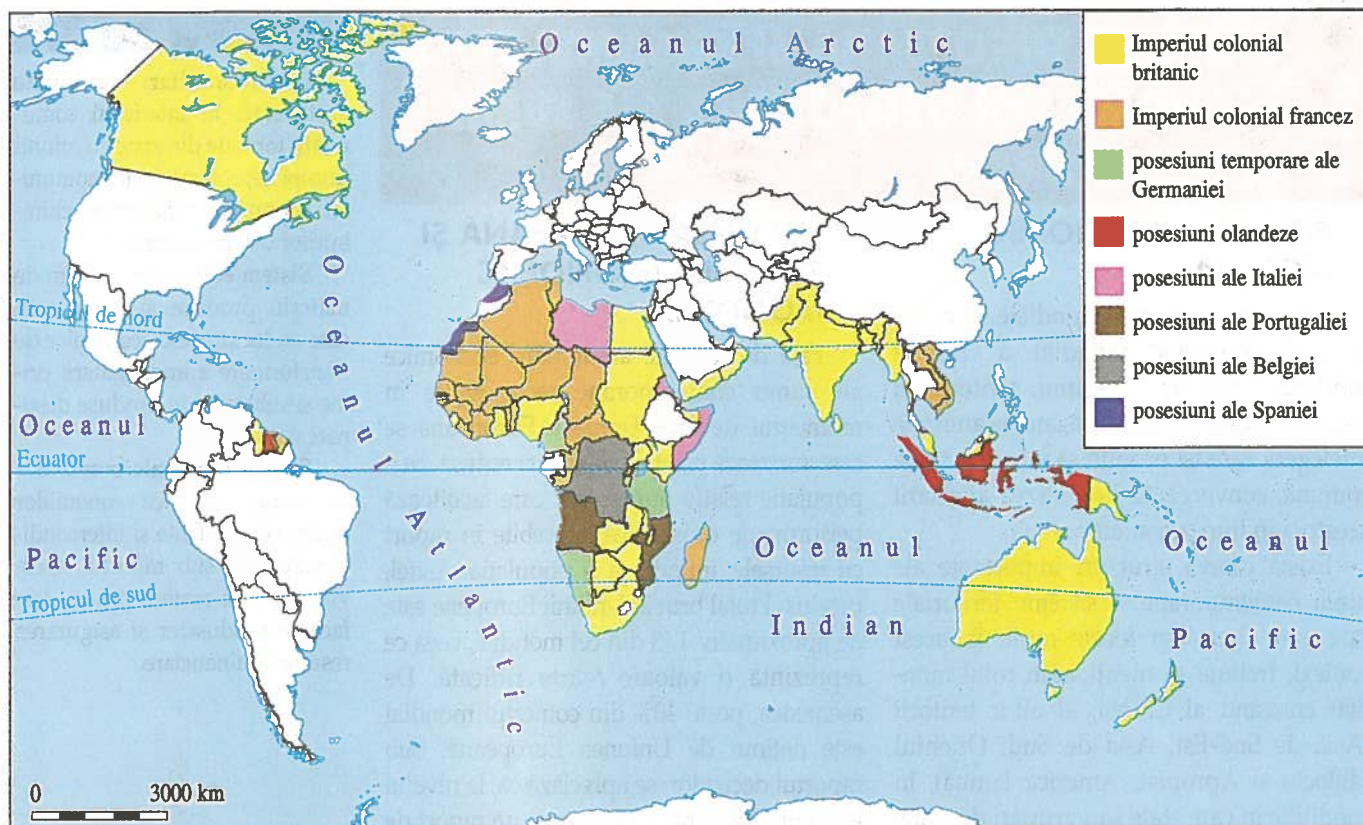 Oceanul Arctic
Imperiul colonial
britanic
Imperiul colonial francez
posesiuni temporare ale
Germaniei
posesiuni olandeze
posesiuni ale Italiei
posesiuni ale Portugaliei
posesiuni ale Belgiei
posesiuni ale Spaniei
Tropicul de nord
Oceanul
Atlantic
Oceanul
Ecuator
Pacific
Tropicul de sud
Oceanul
Indian
Oceanul
Pacific
0 3000 km